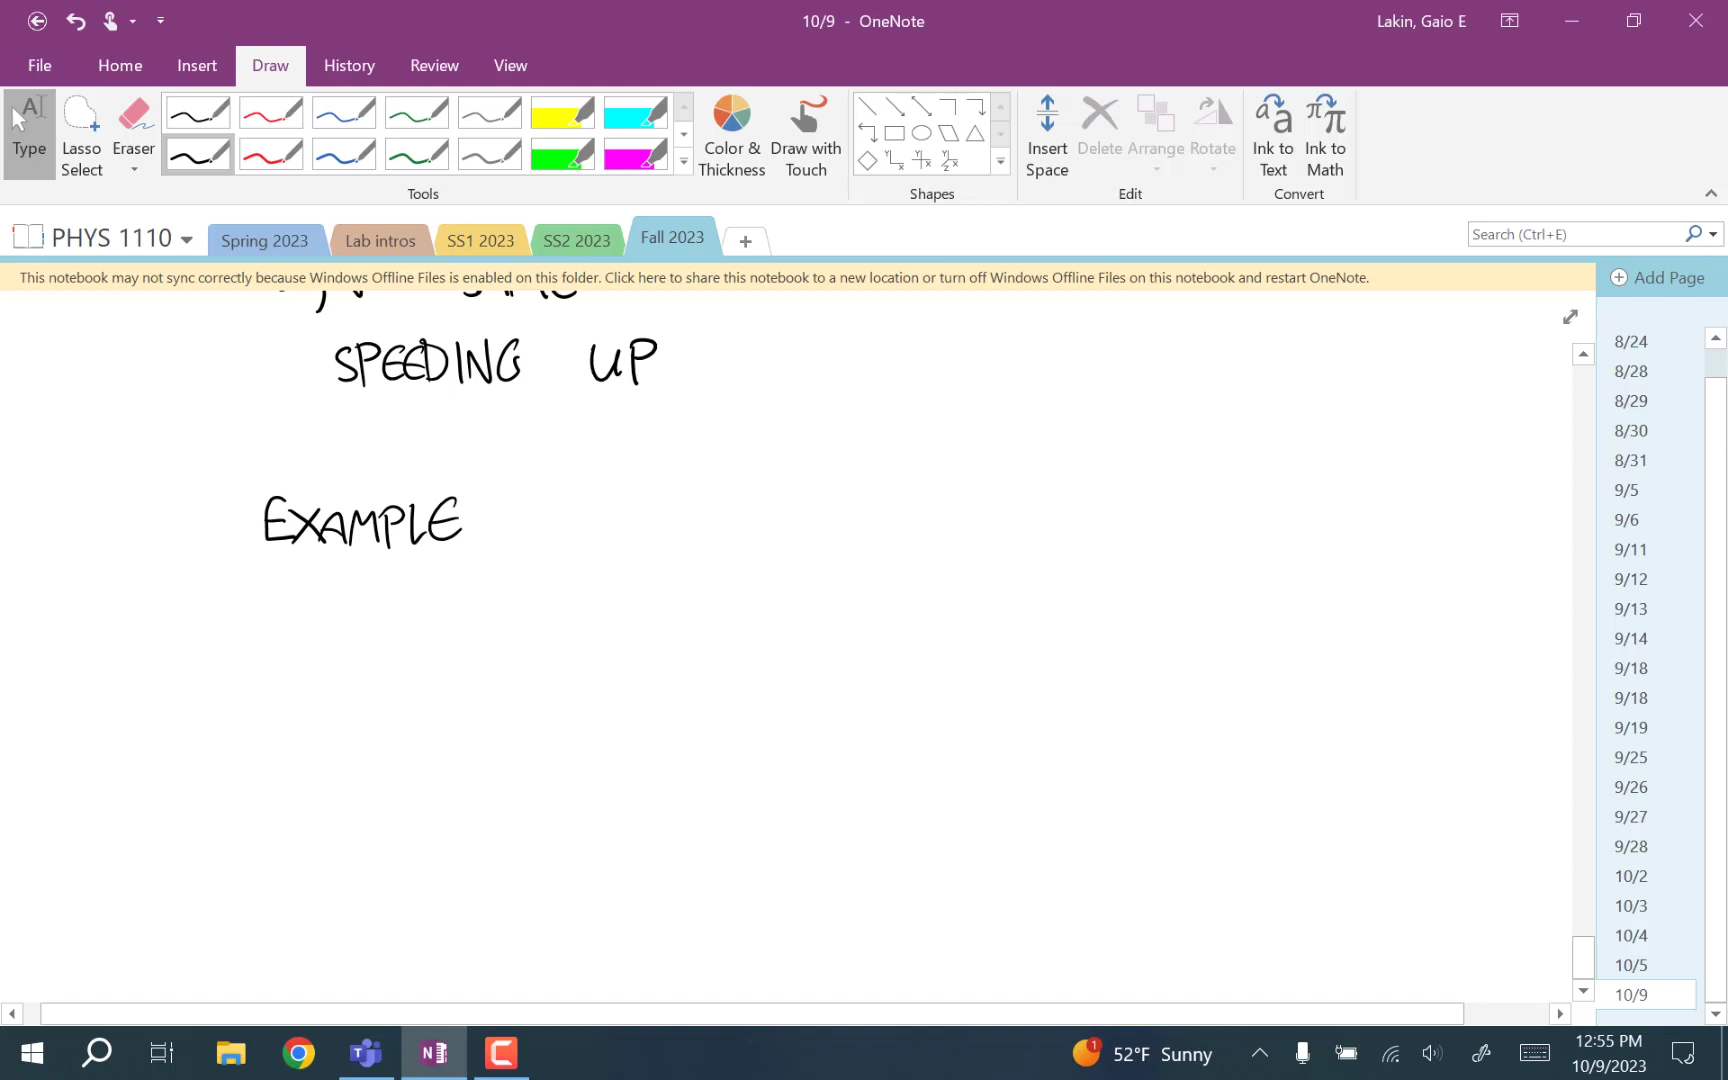 10/9 - OneNote
Lakin, Gaio E
File Home Insert Draw History Review View
Type
Lasso Select
Eraser
Color & Thickness
Draw with Touch
Insert Space
Delete
Arrange
Rotate
Ink to Text
Ink to Math
Tools
Shapes
Edit
Convert
PHYS 1110
Spring 2023
Lab intros
SS1 2023
SS2 2023
Fall 2023
Search (Ctrl+E)
This notebook may not sync correctly because Windows Offline Files is enabled on this folder. Click here to share this notebook to a new location or turn off Windows Offline Files on this notebook and restart OneNote.
Add Page
SPEEDING UP
EXAMPLE
8/24
8/28
8/29
8/30
8/31
9/5
9/6
9/11
9/12
9/13
9/14
9/18
9/18
9/19
9/25
9/26
9/27
9/28
10/2
10/3
10/4
10/5
10/9
1
52°F Sunny
12:55 PM
10/9/2023